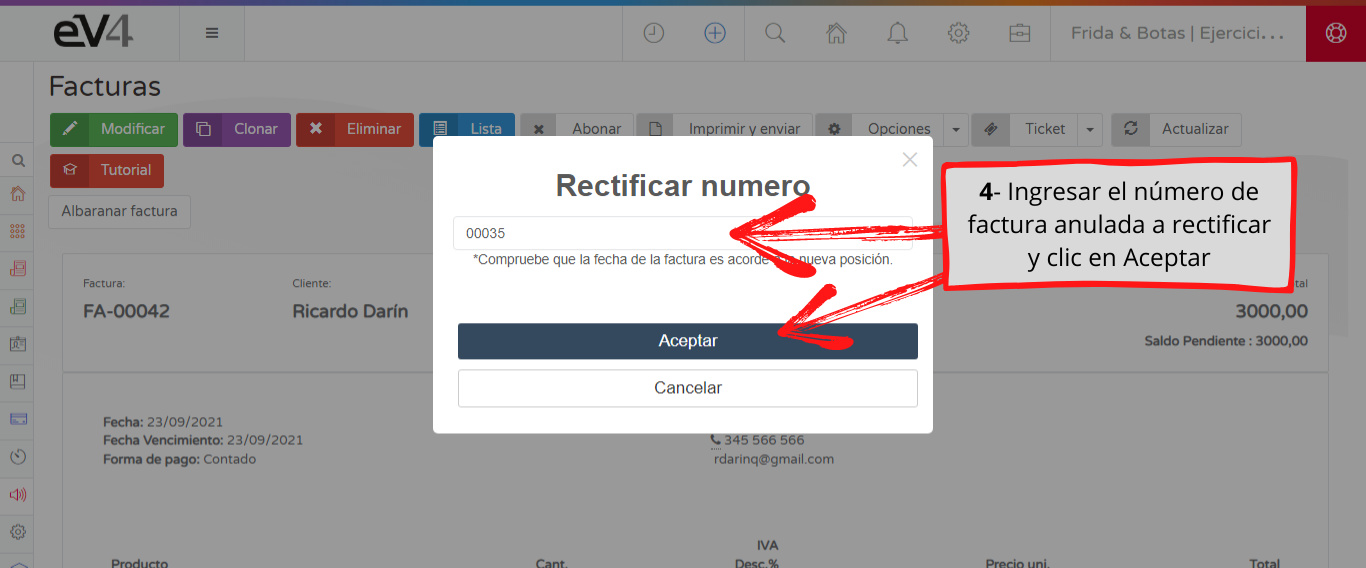 eV4
Frida & Botas | Ejercici...
Facturas
Modificar
Clonar
Eliminar
Lista
Abonar
Imprimir y enviar
Opciones
Ticket
Actualizar
Tutorial
Albaranar factura
Rectificar numero
00035
*Compruebe que la fecha de la factura es acorde a la nueva posición.
Aceptar
Cancelar
4- Ingresar el número de
factura anulada a rectificar
y clic en Aceptar
Factura:
FA-00042
Cliente:
Ricardo Darín
3000,00
Saldo Pendiente : 3000,00
Fecha: 23/09/2021
Fecha Vencimiento: 23/09/2021
Forma de pago: Contado
345 566 566
rdarinq@gmail.com
Producto
Cant.
IVA
Desc.%
Precio uni.
Total